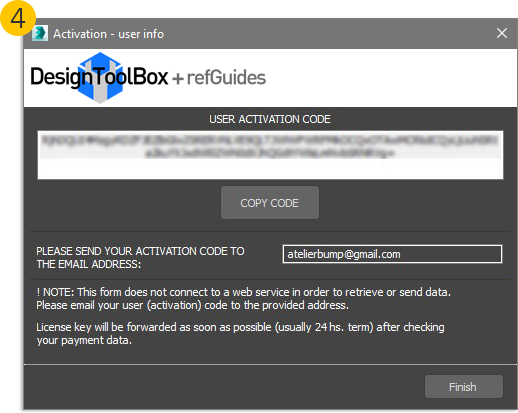 4
Activation - user info
DesignToolBox + refGuides
USER ACTIVATION CODE
COPY CODE
PLEASE SEND YOUR ACTIVATION CODE TO
THE EMAIL ADDRESS:
atelierbump@gmail.com
! NOTE: This form does not connect to a web service in order to retrieve or send data.
Please email your user (activation) code to the provided address.
License key will be forwarded as soon as possible (usually 24 hs. term) after checking
your payment data.
Finish